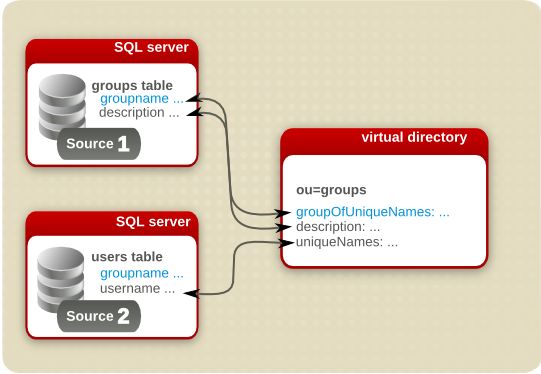 SQL server
groups table
groupname ...
description ...
Source 1
SQL server
users table
groupname ...
username ...
Source 2
virtual directory
ou=groups
groupOfUniqueNames: ...
description: ...
uniqueNames: ...